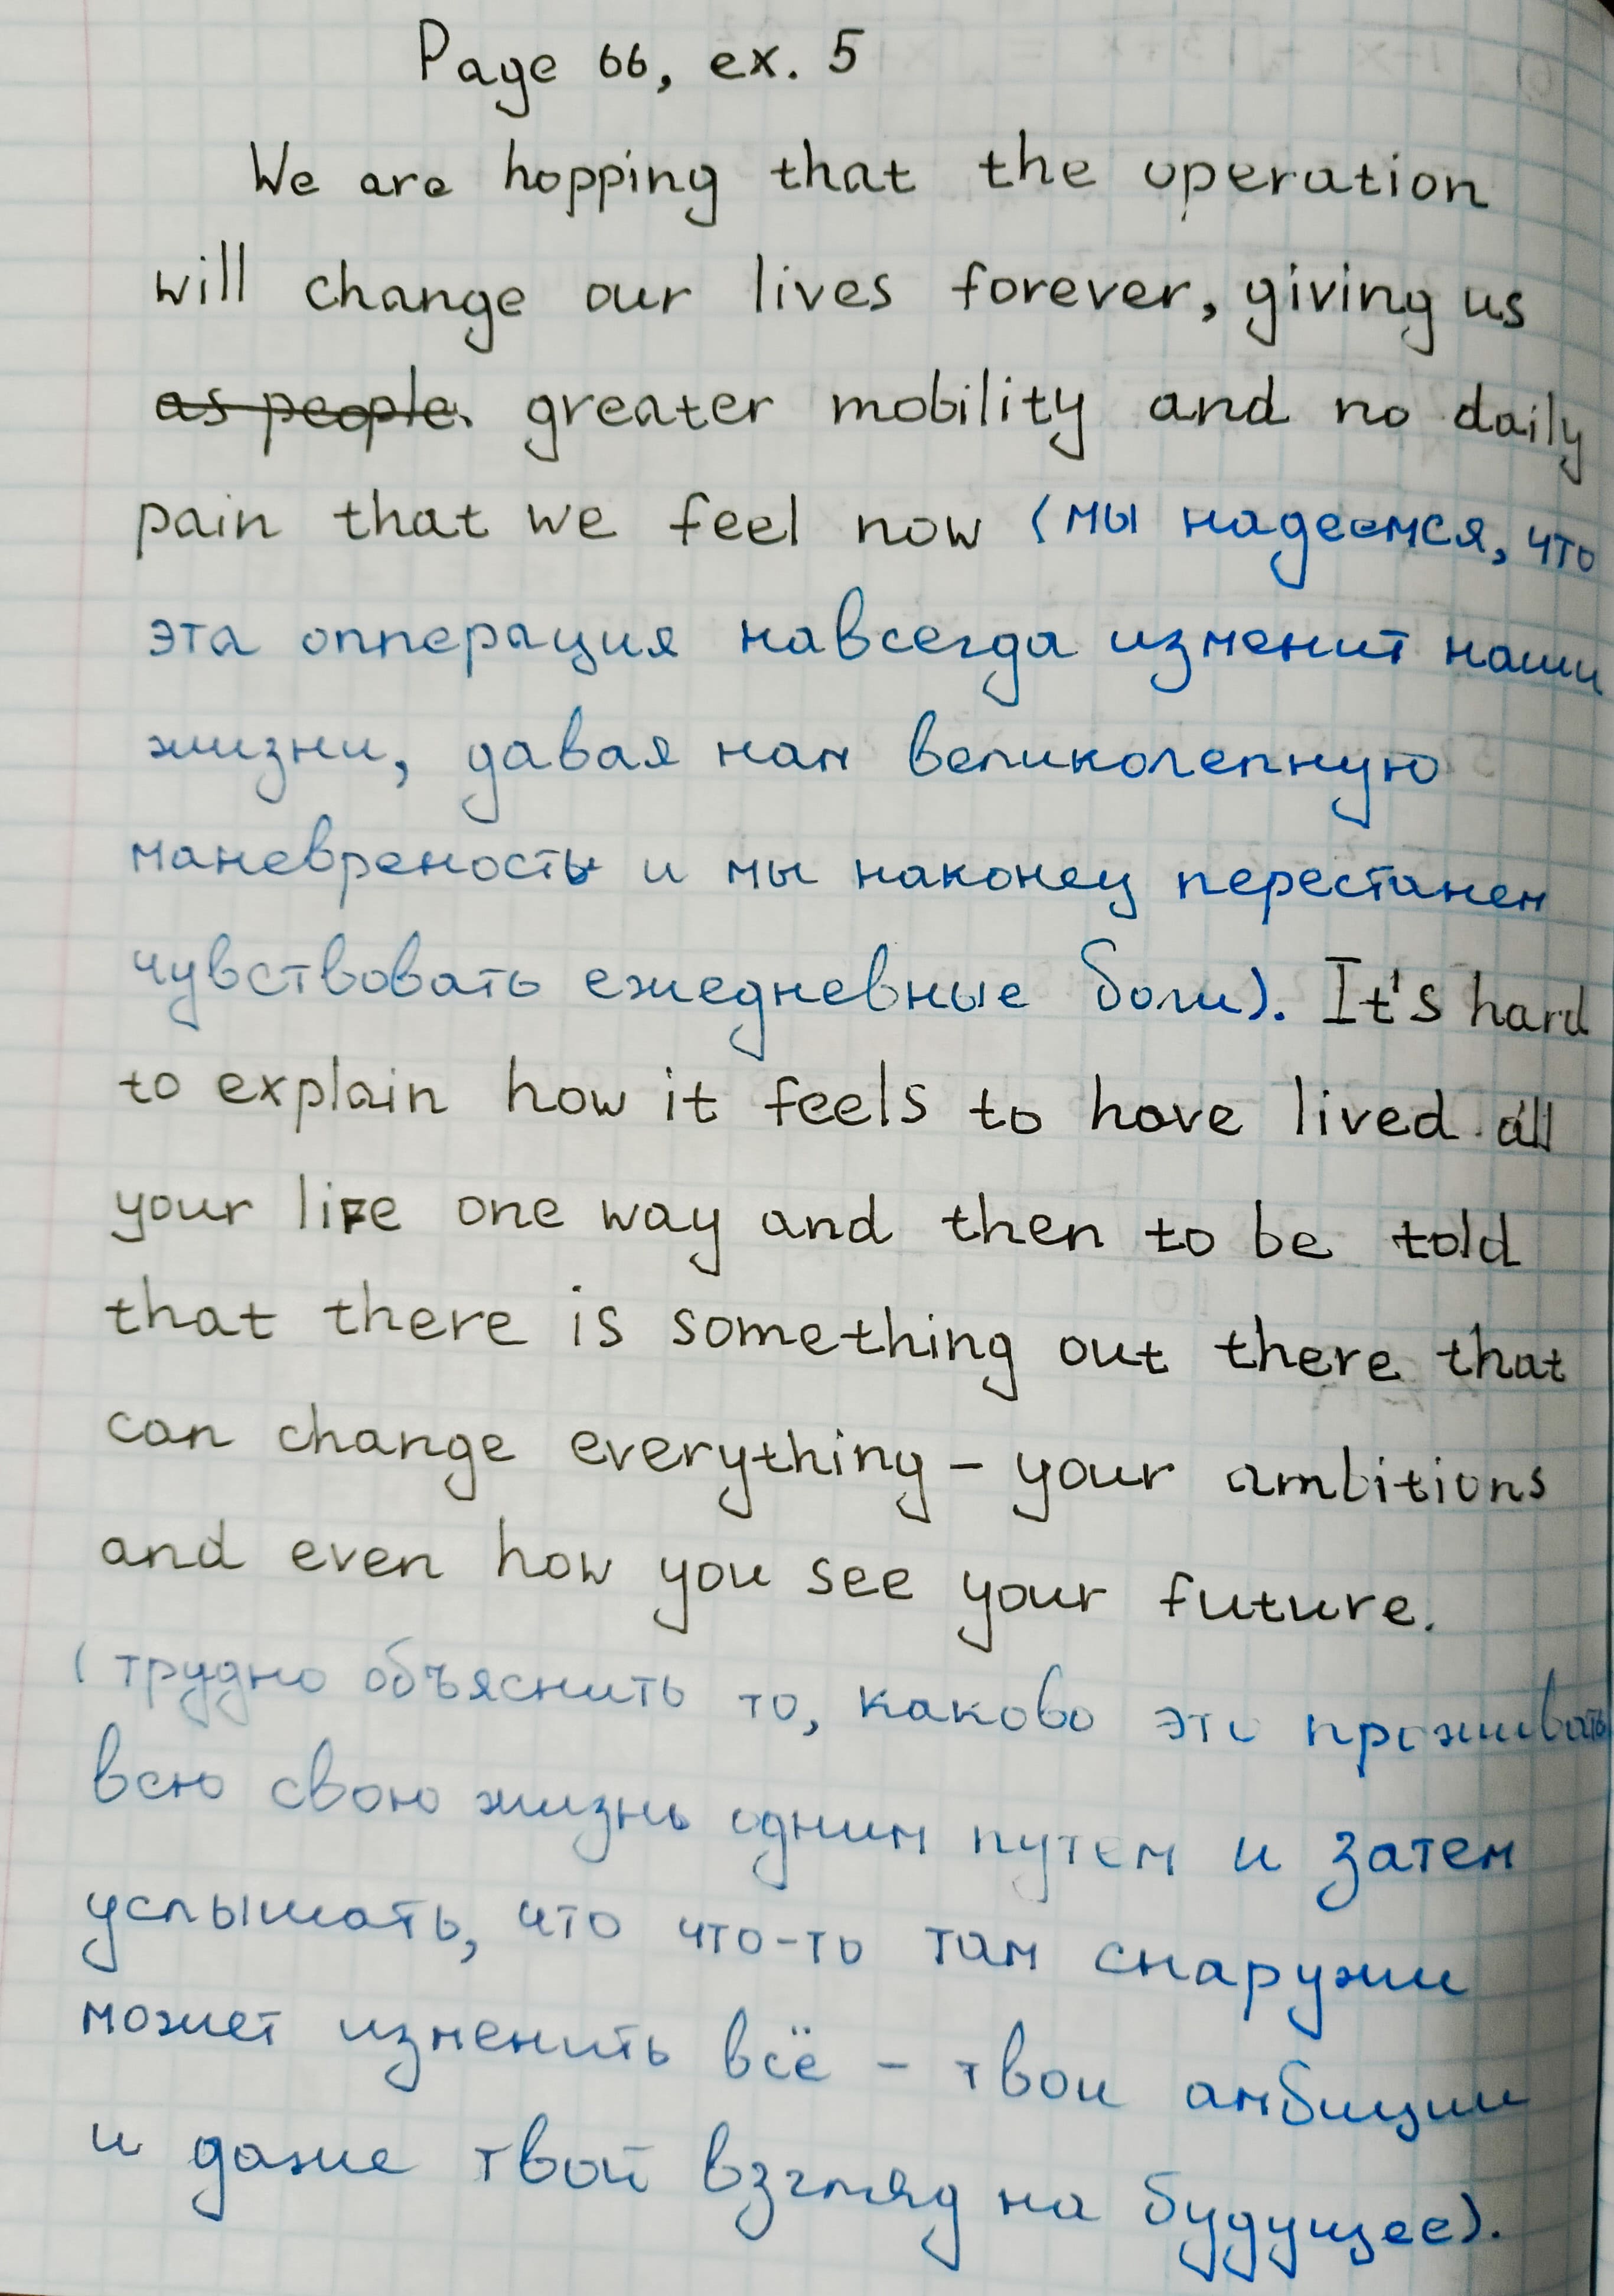 Page 66, ex. 5
We are hopping that the operation
will change our lives forever, giving us
as people. greater mobility and no daily
pain that we feel now (мы надеемся, что
эта опперация навсегда изменит наши
жизни, давая нам великолепную
маневреность и мы наконец перестанем
чувствовать ежедневные боли). It's hard
to explain how it feels to have lived all
your life one way and then to be told
that there is something out there that
can change everything – your ambitions
and even how you see your future.
(трудно объяснить то, каково это проживать
всю свою жизнь одним путем и затем
услышать, что что-то там снаружи
может изменить всё – твои амбиции
и даже твой взгляд на будущее).